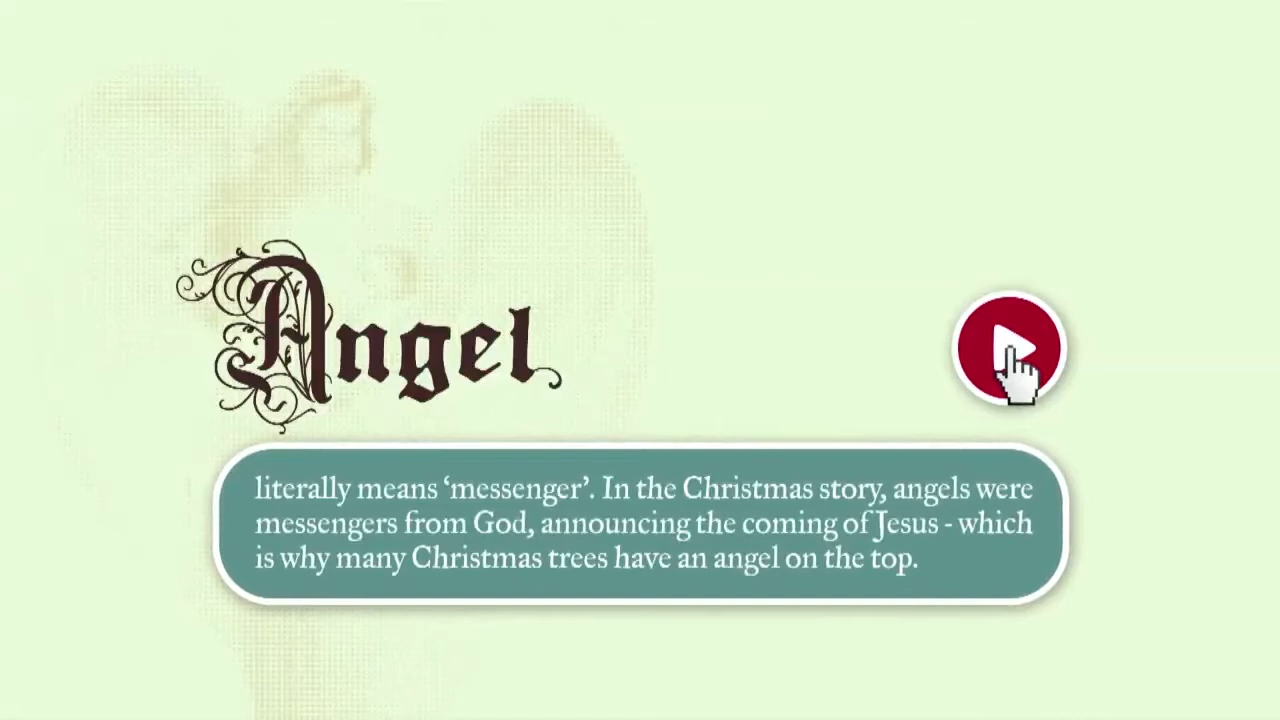 Angel
literally means ‘messenger’. In the Christmas story, angels were
messengers from God, announcing the coming of Jesus - which
is why many Christmas trees have an angel on the top.